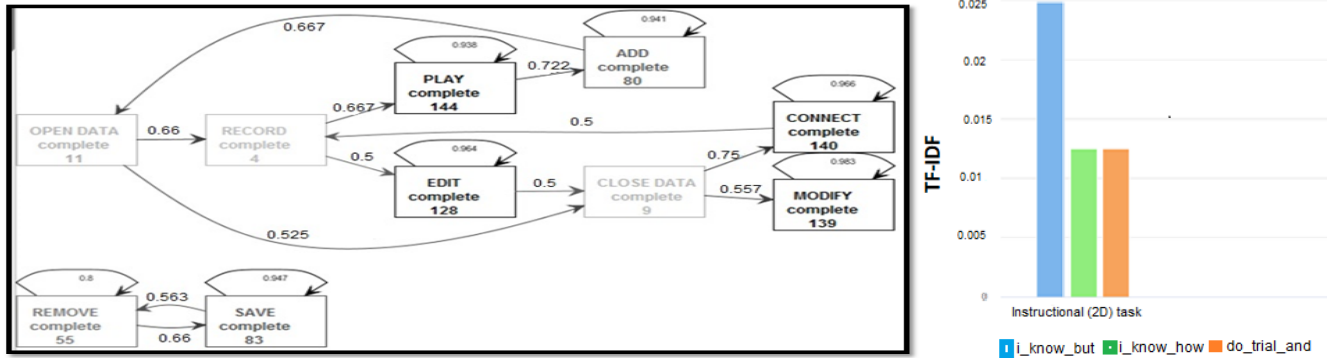 0.667
0.941
ADD
complete
80
0.938
PLAY
complete
144
0.722
0.667
OPEN DATA
complete
11
0.66
RECORD
complete
4
0.5
0.966
CONNECT
complete
140
0.5
0.964
EDIT
complete
128
0.5
CLOSE DATA
complete
9
0.75
0.557
0.983
MODIFY
complete
139
0.525
0.8
REMOVE
complete
55
0.563
0.66
0.947
SAVE
complete
83
TF-IDF
0.025
0.02
0.015
0.01
0.005
0
Instructional (2D) task
i_know_but i_know_how do_trial_and